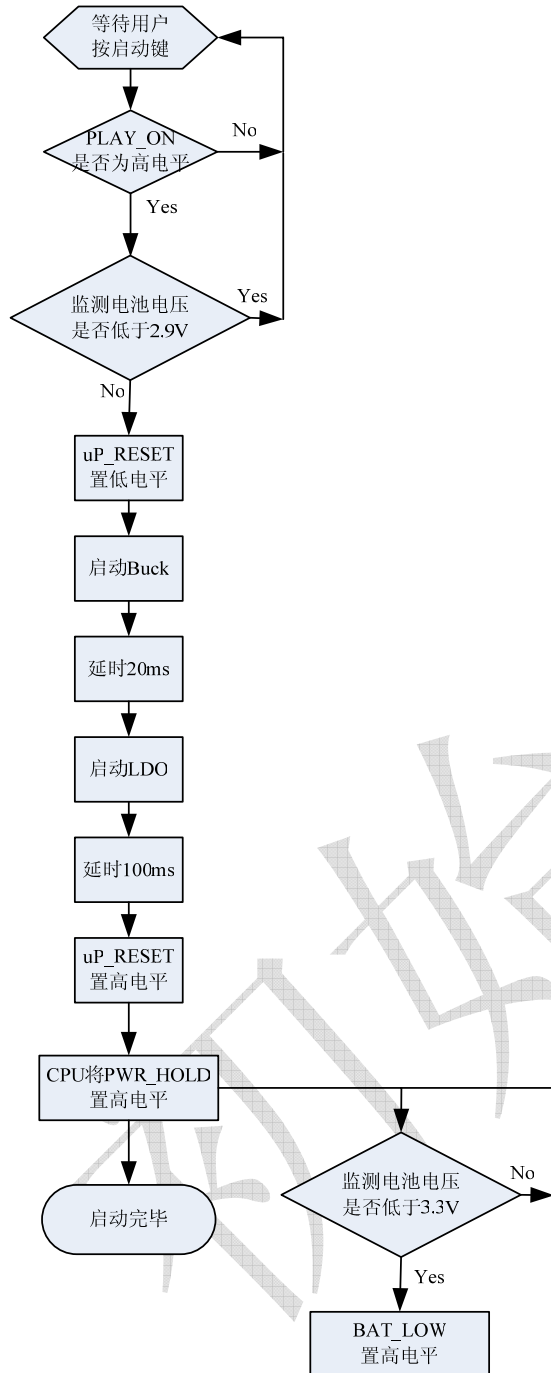 等待用户
按启动键
PLAY_ON
是否为高电平
No
Yes
监测电池电压
是否低于2.9V
Yes
No
uP_RESET
置低电平
启动Buck
延时20ms
启动LDO
延时100ms
uP_RESET
置高电平
CPU将PWR_HOLD
置高电平
启动完毕
监测电池电压
是否低于3.3V
No
Yes
BAT_LOW
置高电平
初始